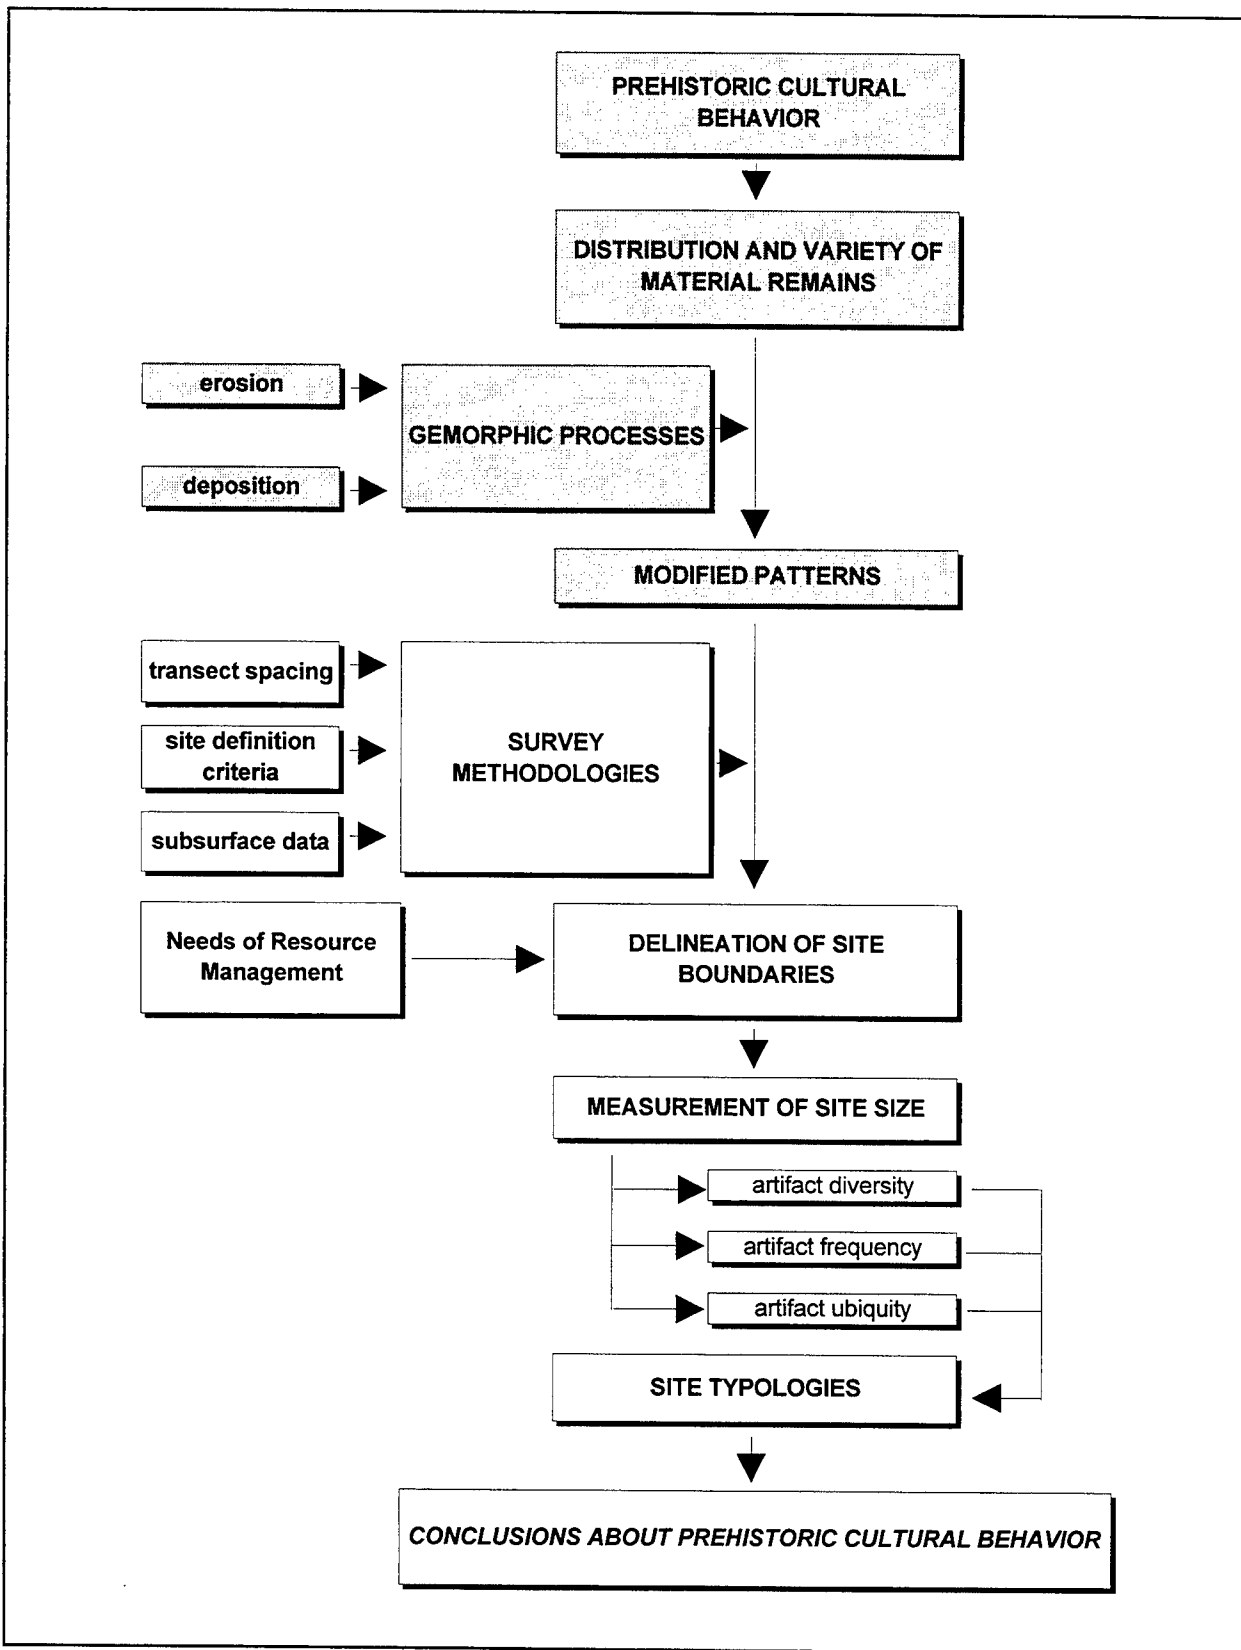 PREHISTORIC CULTURAL
BEHAVIOR
DISTRIBUTION AND VARIETY OF
MATERIAL REMAINS
erosion
GEMORPHIC PROCESSES
deposition
MODIFIED PATTERNS
transect spacing
site definition
criteria
subsurface data
SURVEY
METHODOLOGIES
Needs of Resource
Management
DELINEATION OF SITE
BOUNDARIES
MEASUREMENT OF SITE SIZE
artifact diversity
artifact frequency
artifact ubiquity
SITE TYPOLOGIES
CONCLUSIONS ABOUT PREHISTORIC CULTURAL BEHAVIOR